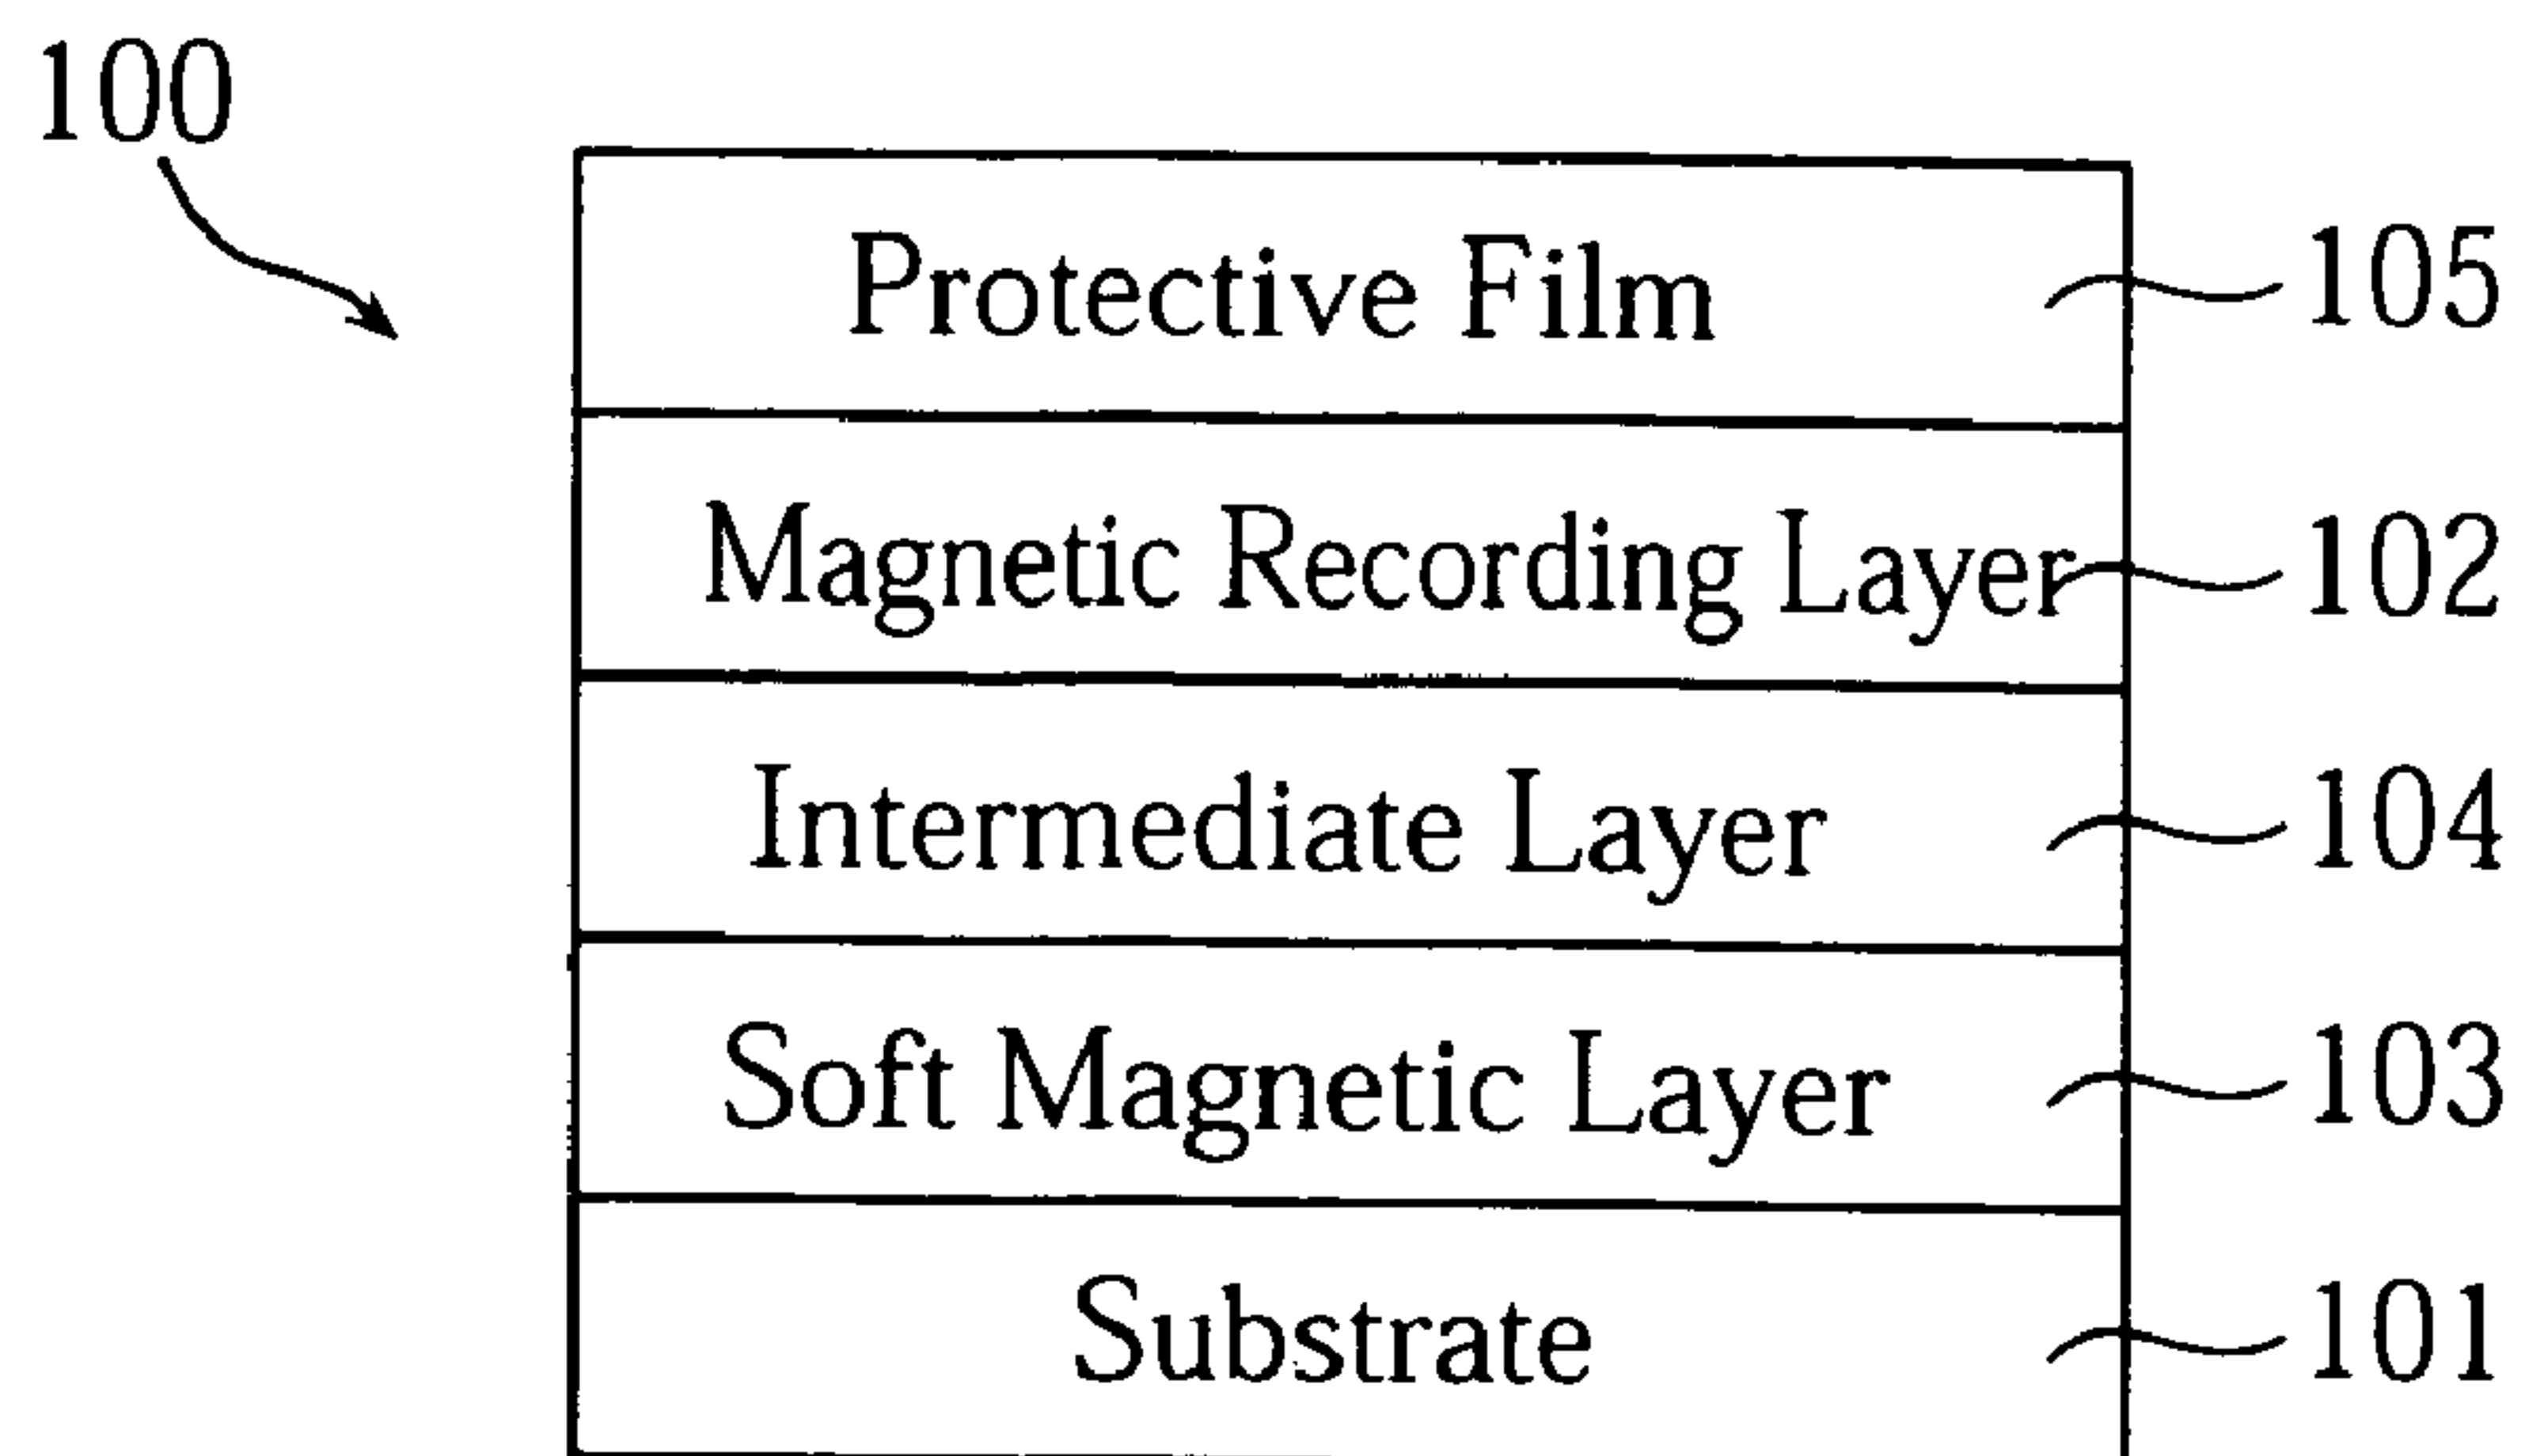 100
Protective Film 105
Magnetic Recording Layer 102
Intermediate Layer 104
Soft Magnetic Layer 103
Substrate 101